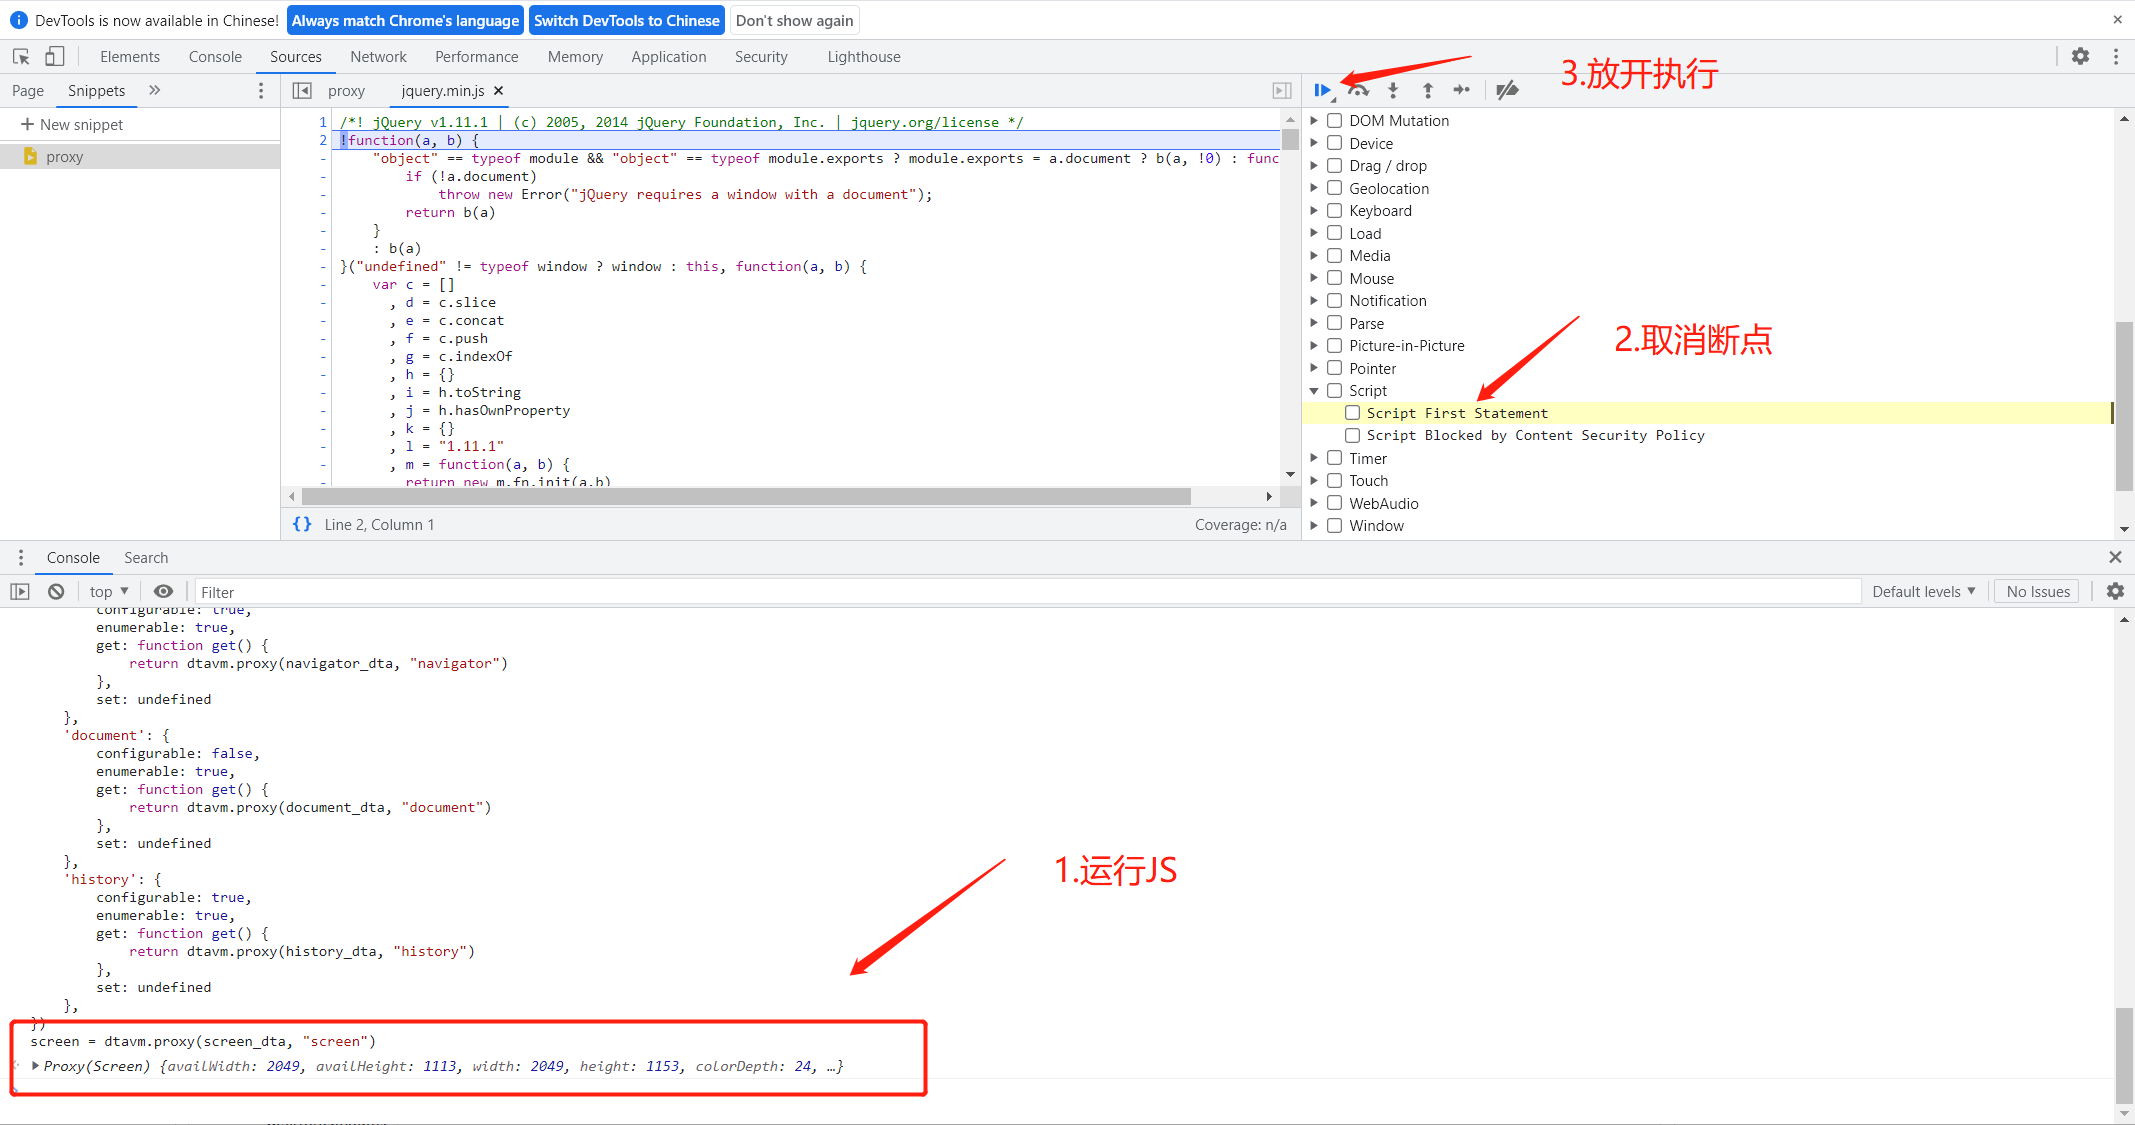 DevTools is now available in Chinese! Always match Chrome's language Switch DevTools to Chinese Don't show again
Elements Console Sources Network Performance Memory Application Security Lighthouse
Page Snippets
proxy jquery.min.js
New snippet
proxy
1 /*! jQuery v1.11.1 | (c) 2005, 2014 jQuery Foundation, Inc. | jquery.org/license */
2 !function(a, b) {
- "object" == typeof module && "object" == typeof module.exports ? module.exports = a.document ? b(a, !0) : func
- if (!a.document)
- throw new Error("jQuery requires a window with a document");
- return b(a)
- }
- : b(a)
- }("undefined" != typeof window ? window : this, function(a, b) {
- var c = []
- , d = c.slice
- , e = c.concat
- , f = c.push
- , g = c.indexOf
- , h = {}
- , i = h.toString
- , j = h.hasOwnProperty
- , k = {}
- , l = "1.11.1"
- , m = function(a, b) {
- return new m.fn.init(a,b)
{} Line 2, Column 1 Coverage: n/a
3.放开执行
DOM Mutation
Device
Drag / drop
Geolocation
Keyboard
Load
Media
Mouse
Notification
Parse
Picture-in-Picture
Pointer
Script
Script First Statement
Script Blocked by Content Security Policy
Timer
Touch
WebAudio
Window
2.取消断点
Console Search
top Filter Default levels No Issues
configurable: true,
enumerable: true,
get: function get() {
return dtavm.proxy(navigator_dta, "navigator")
},
set: undefined
},
'document': {
configurable: false,
enumerable: true,
get: function get() {
return dtavm.proxy(document_dta, "document")
},
set: undefined
},
'history': {
configurable: true,
enumerable: true,
get: function get() {
return dtavm.proxy(history_dta, "history")
},
set: undefined
},
})
screen = dtavm.proxy(screen_dta, "screen")
Proxy(Screen) {availWidth: 2049, availHeight: 1113, width: 2049, height: 1153, colorDepth: 24, …}
1.运行JS